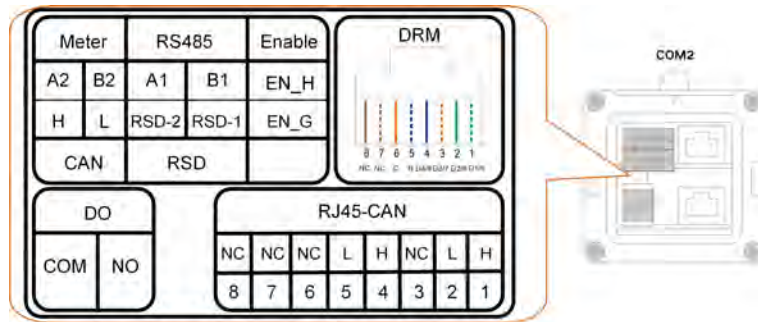 Meter RS485 Enable
A2 B2 A1 B1 EN_H
H L RSD-2 RSD-1 EN_G
CAN RSD
DRM
8 7 6 5 4 3 2 1
NC NC C R
DO
COM NO
RJ45-CAN
NC NC NC L H NC L H
8 7 6 5 4 3 2 1
COM2